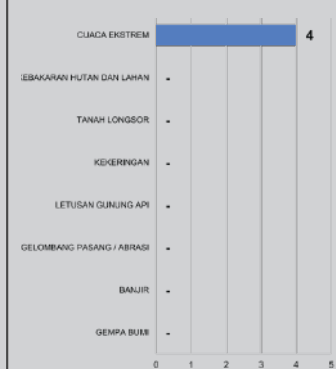 CUACA EKSTREM 4
KEBAKARAN HUTAN DAN LAHAN -
TANAH LONGSOR -
KEKERINGAN -
LETUSAN GUNUNG API -
GELOMBANG PASANG / ABRASI -
BANJIR -
GEMPA BUMI -
0 1 2 3 4 5